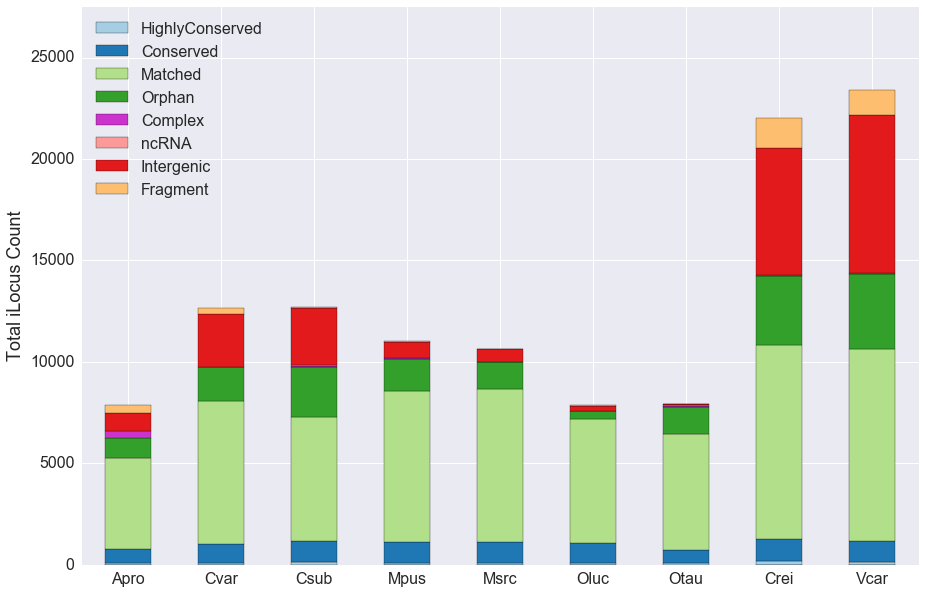 HighlyConserved
Conserved
Matched
Orphan
Complex
ncRNA
Intergenic
Fragment
Total iLocus Count
25000
20000
15000
10000
5000
0
Apro Cvar Csub Mpus Msrc Oluc Otau Crei Vcar